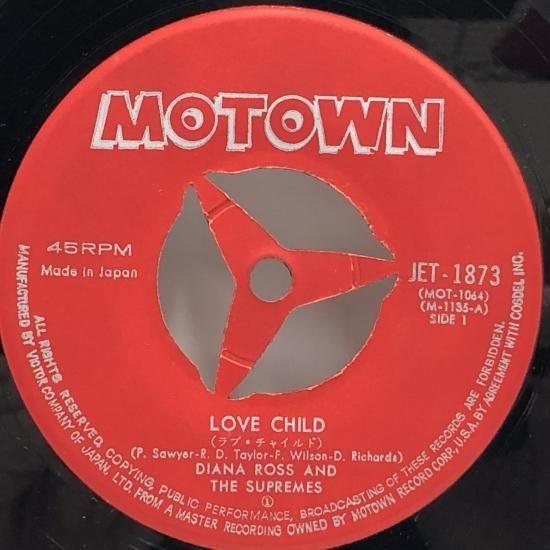 MOTOWN
45RPM
Made in Japan
JET-1873
(MOT-1064)
(M-1135-A)
SIDE 1
LOVE CHILD
(ラブ・チャイルド)
(P. Sawyer-R. D. Taylor-F. Wilson-D. Richards)
DIANA ROSS AND
THE SUPREMES
①
MANUFACTURED BY VICTOR COMPANY OF JAPAN, LTD. FROM A MASTER RECORDING OWNED BY MOTOWN RECORD CORP., U.S.A. BY AGREEMENT WITH COSDEL INC.
ALL RIGHTS RESERVED, COPYING, PUBLIC PERFORMANCE, BROADCASTING OF THESE RECORDS ARE FORBIDDEN.